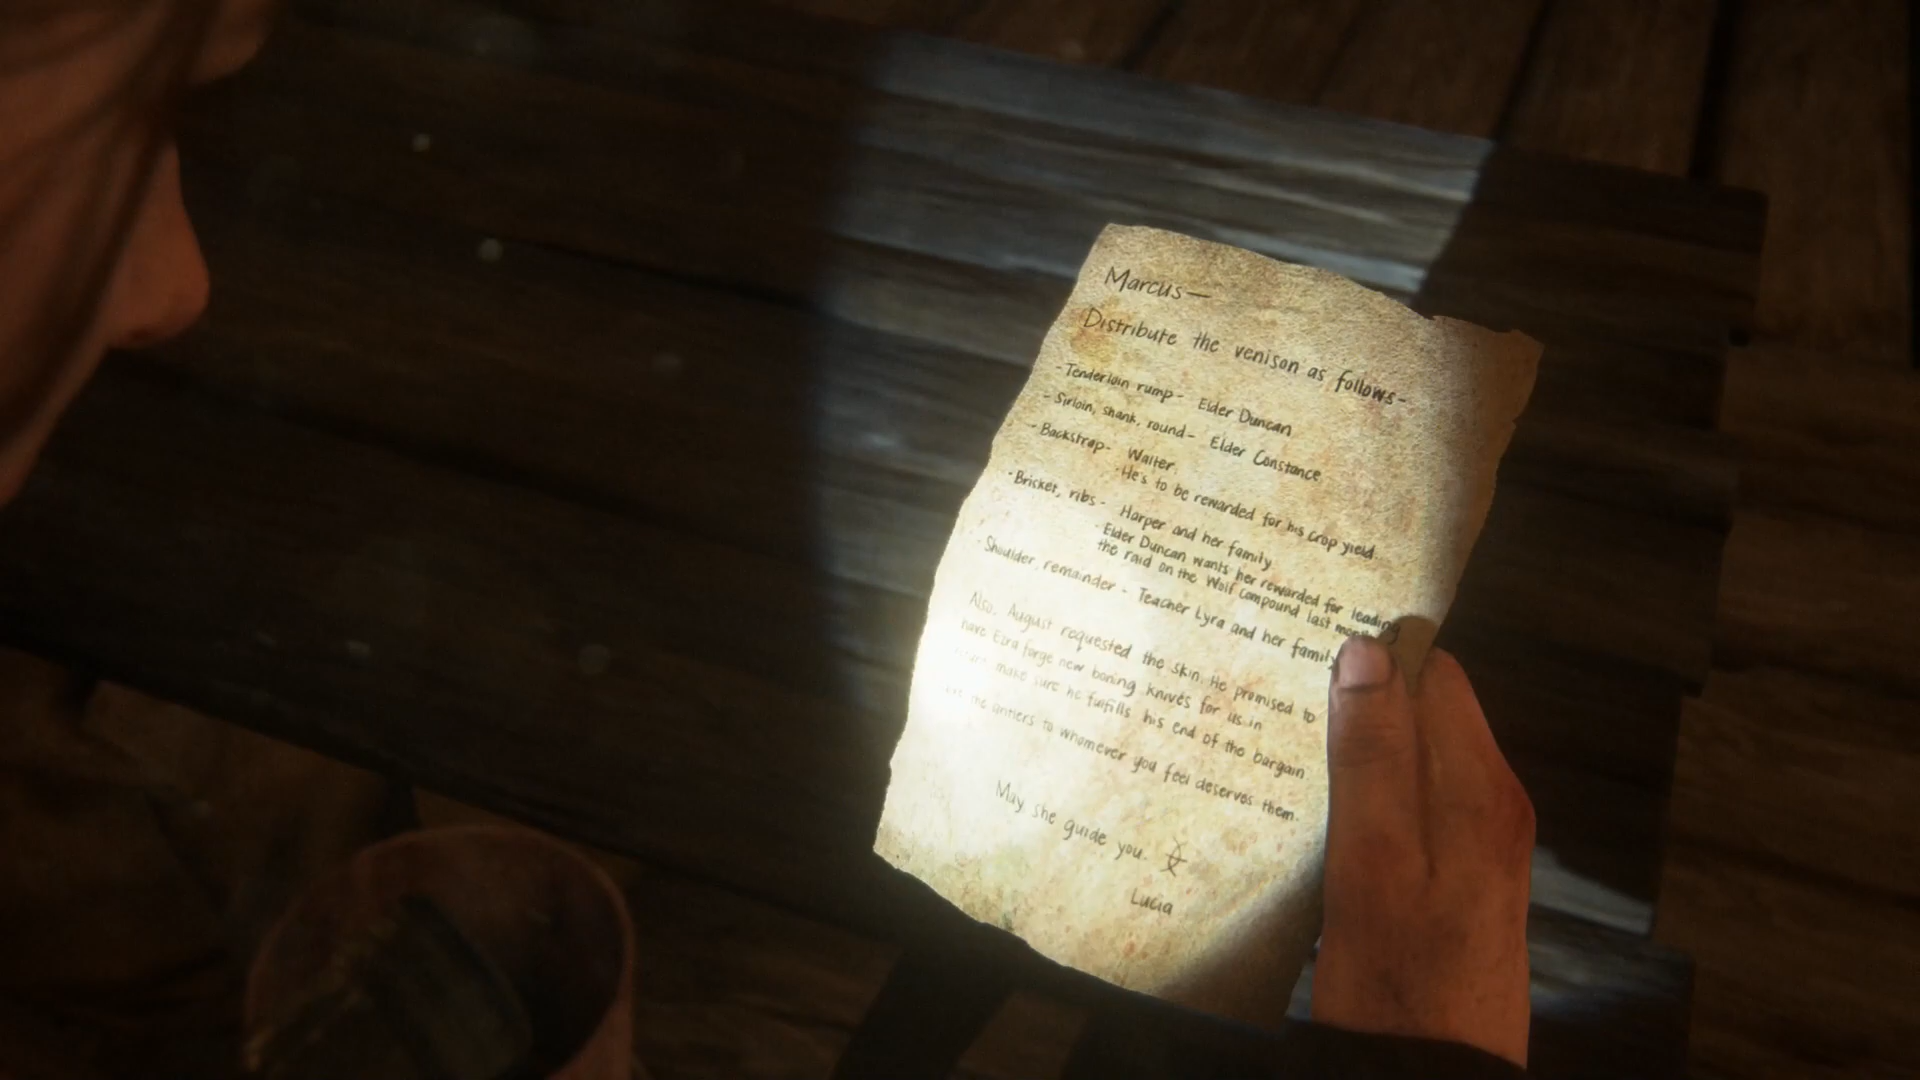 Marcus—
Distribute the venison as follows-
- Tenderloin rump - Elder Duncan
- Sirloin, shank, round - Elder Constance
- Backstrap - Walter
- He's to be rewarded for his crop yield.
- Brisket, ribs - Harper and her family
- Elder Duncan wants her rewarded for leading
the raid on the Wolf compound last
- Shoulder, remainder - Teacher Lyra and her family
Also, August requested the skin. He promised to
have Ezra forge new boning knives for us in
make sure he fulfills his end of the bargain
antlers to whomever you feel deserves them.
May she guide you.
Lucia